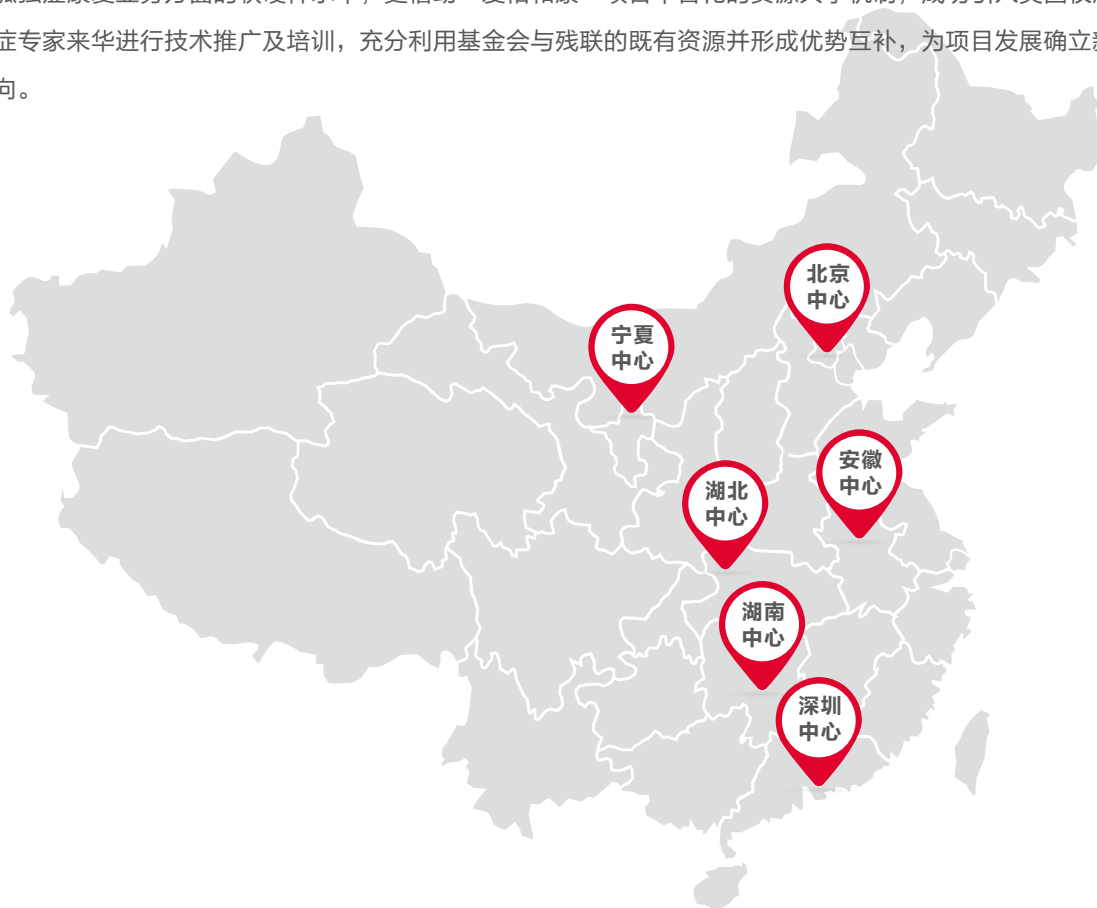 症专家来华进行技术推广及培训，充分利用基金会与残联的既有资源并形成优势互补，为项目发展确立
向。
北京
中心
宁夏
中心
安徽
中心
湖北
中心
湖南
中心
深圳
中心